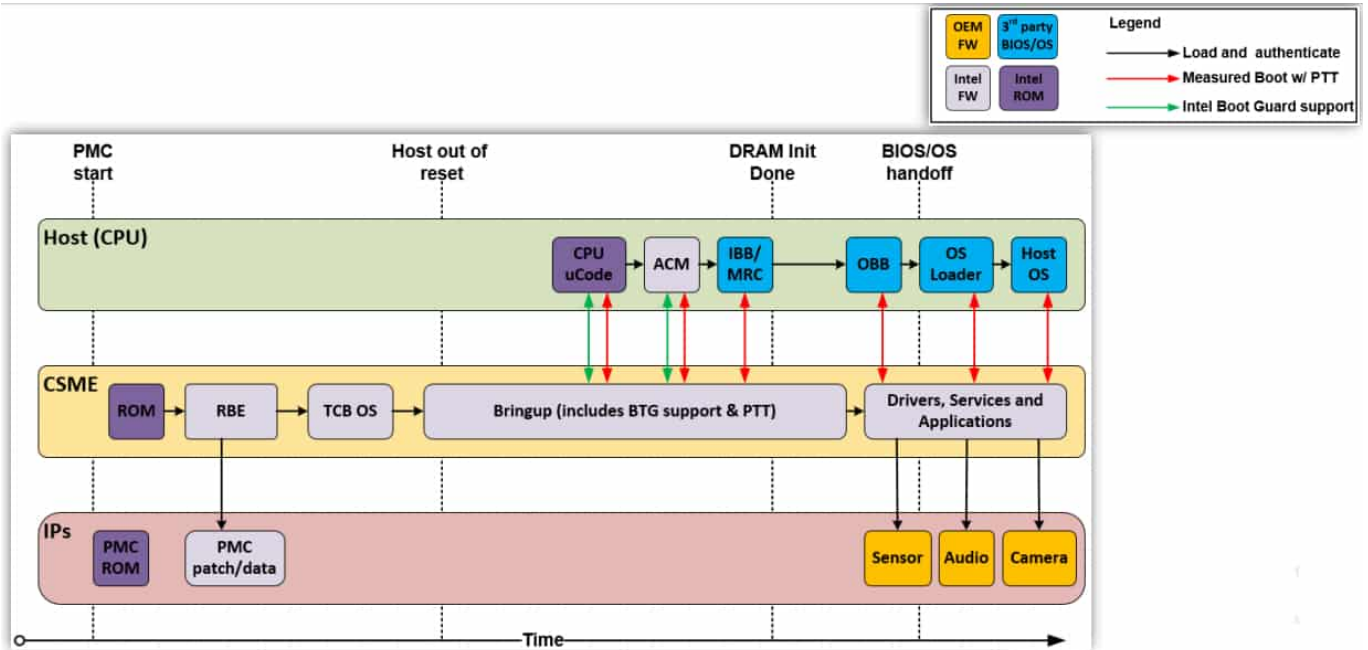 OEM
FW
3rd party
BIOS/OS
Intel
FW
Intel
ROM
Legend
Load and authenticate
Measured Boot w/ PTT
Intel Boot Guard support
PMC
start
Host out of
reset
DRAM Init
Done
BIOS/OS
handoff
Host (CPU)
CPU
uCode
ACM
IBB/
MRC
OBB
OS
Loader
Host
OS
CSME
ROM
RBE
TCB OS
Bringup (includes BTG support & PTT)
Drivers, Services and
Applications
IPs
PMC
ROM
PMC
patch/data
Sensor
Audio
Camera
Time